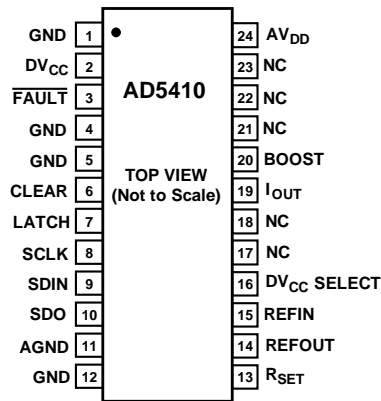 GND 1 24 AVDD
DVCC 2 23 NC
FAULT 3 AD5410 22 NC
GND 4 21 NC
GND 5 20 BOOST
TOP VIEW
(Not to Scale)
CLEAR 6 19 IOUT
LATCH 7 18 NC
SCLK 8 17 NC
SDIN 9 16 DVCC SELECT
SDO 10 15 REFIN
AGND 11 14 REFOUT
GND 12 13 RSET